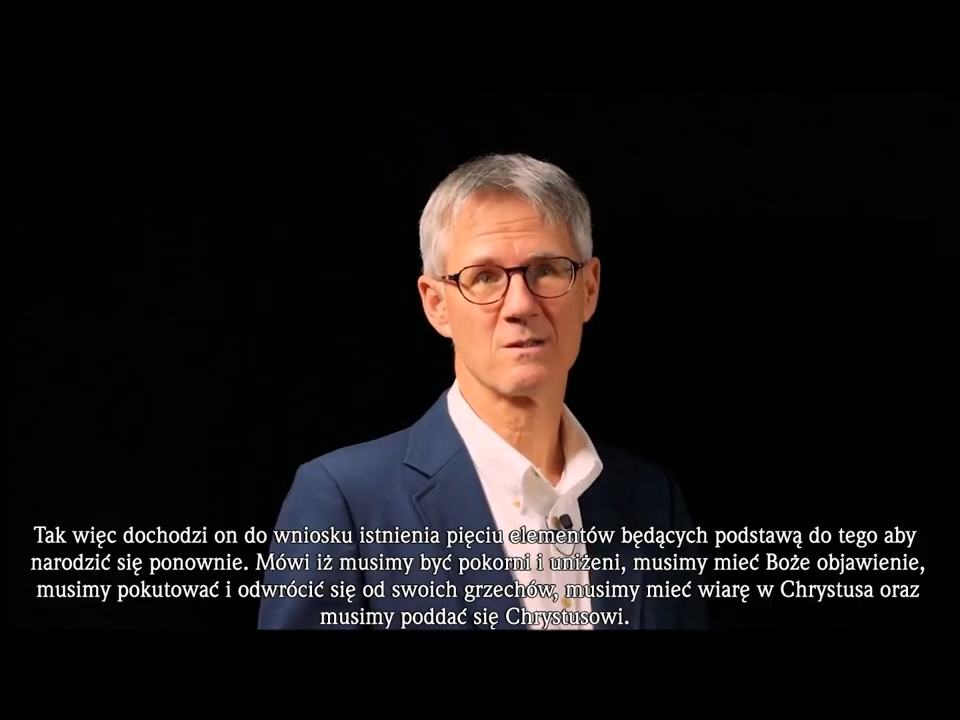 Tak więc dochodzi on do wniosku istnienia pięciu elementów będących podstawą do tego aby
narodzić się ponownie. Mówi iż musimy być pokorni i uniżeni, musimy mieć Boże objawienie,
musimy pokutować i odwrócić się od swoich grzechów, musimy mieć wiarę w Chrystusa oraz
musimy poddać się Chrystusowi.